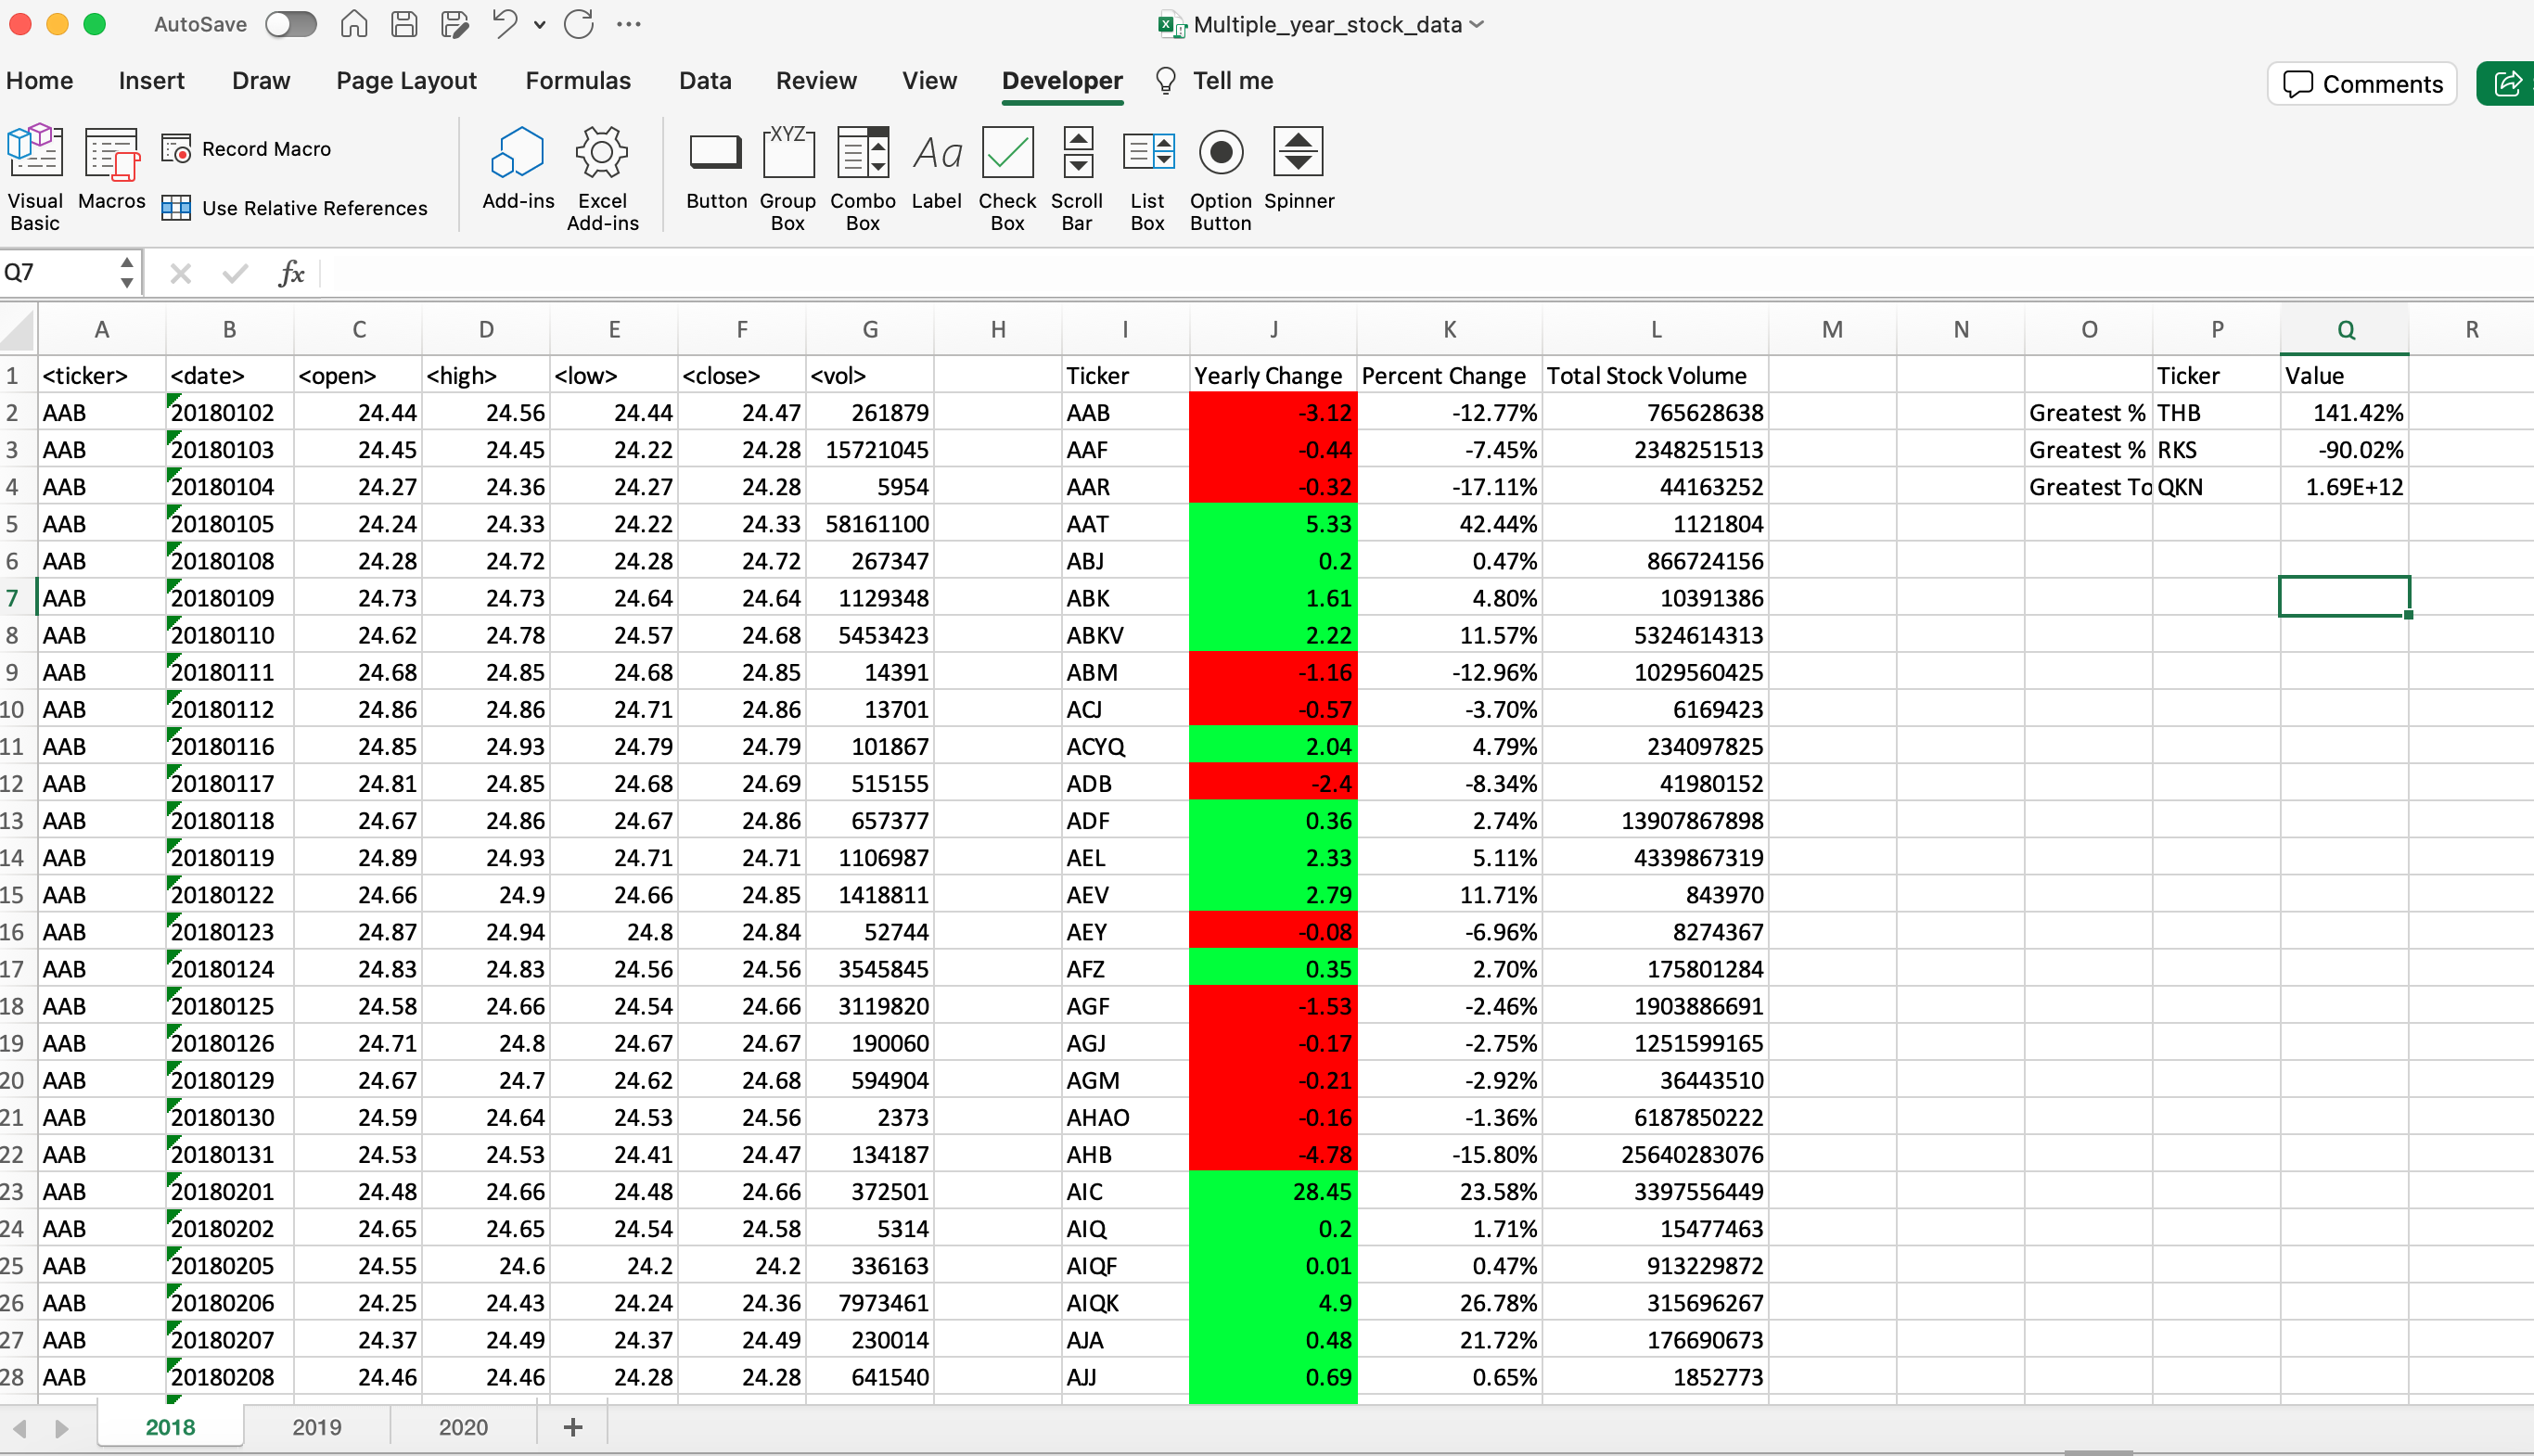 AutoSave Multiple_year_stock_data
Home Insert Draw Page Layout Formulas Data Review View Developer Tell me Comments
Visual Basic Macros Record Macro Use Relative References Add-ins Excel Add-ins Button XYZ Group Box Combo Box Aa Label Check Box Scroll Bar List Box Option Button Spinner
Q7 fx
A B C D E F G H I J K L M N O P Q R
1 <ticker> <date> <open> <high> <low> <close> <vol> Ticker Yearly Change Percent Change Total Stock Volume Ticker Value
2 AAB 20180102 24.44 24.56 24.44 24.47 261879 AAB -3.12 -12.77% 765628638 Greatest % THB 141.42%
3 AAB 20180103 24.45 24.45 24.22 24.28 15721045 AAF -0.44 -7.45% 2348251513 Greatest % RKS -90.02%
4 AAB 20180104 24.27 24.36 24.27 24.28 5954 AAR -0.32 -17.11% 44163252 Greatest To QKN 1.69E+12
5 AAB 20180105 24.24 24.33 24.22 24.33 58161100 AAT 5.33 42.44% 1121804
6 AAB 20180108 24.28 24.72 24.28 24.72 267347 ABJ 0.2 0.47% 866724156
7 AAB 20180109 24.73 24.73 24.64 24.64 1129348 ABK 1.61 4.80% 10391386
8 AAB 20180110 24.62 24.78 24.57 24.68 5453423 ABKV 2.22 11.57% 5324614313
9 AAB 20180111 24.68 24.85 24.68 24.85 14391 ABM -1.16 -12.96% 1029560425
10 AAB 20180112 24.86 24.86 24.71 24.86 13701 ACJ -0.57 -3.70% 6169423
11 AAB 20180116 24.85 24.93 24.79 24.79 101867 ACYQ 2.04 4.79% 234097825
12 AAB 20180117 24.81 24.85 24.68 24.69 515155 ADB -2.4 -8.34% 41980152
13 AAB 20180118 24.67 24.86 24.67 24.86 657377 ADF 0.36 2.74% 13907867898
14 AAB 20180119 24.89 24.93 24.71 24.71 1106987 AEL 2.33 5.11% 4339867319
15 AAB 20180122 24.66 24.9 24.66 24.85 1418811 AEV 2.79 11.71% 843970
16 AAB 20180123 24.87 24.94 24.8 24.84 52744 AEY -0.08 -6.96% 8274367
17 AAB 20180124 24.83 24.83 24.56 24.56 3545845 AFZ 0.35 2.70% 175801284
18 AAB 20180125 24.58 24.66 24.54 24.66 3119820 AGF -1.53 -2.46% 1903886691
19 AAB 20180126 24.71 24.8 24.67 24.67 190060 AGJ -0.17 -2.75% 1251599165
20 AAB 20180129 24.67 24.7 24.62 24.68 594904 AGM -0.21 -2.92% 36443510
21 AAB 20180130 24.59 24.64 24.53 24.56 2373 AHAO -0.16 -1.36% 6187850222
22 AAB 20180131 24.53 24.53 24.41 24.47 134187 AHB -4.78 -15.80% 25640283076
23 AAB 20180201 24.48 24.66 24.48 24.66 372501 AIC 28.45 23.58% 3397556449
24 AAB 20180202 24.65 24.65 24.54 24.58 5314 AIQ 0.2 1.71% 15477463
25 AAB 20180205 24.55 24.6 24.2 24.2 336163 AIQF 0.01 0.47% 913229872
26 AAB 20180206 24.25 24.43 24.24 24.36 7973461 AIQK 4.9 26.78% 315696267
27 AAB 20180207 24.37 24.49 24.37 24.49 230014 AJA 0.48 21.72% 176690673
28 AAB 20180208 24.46 24.46 24.28 24.28 641540 AJJ 0.69 0.65% 1852773
2018 2019 2020 +